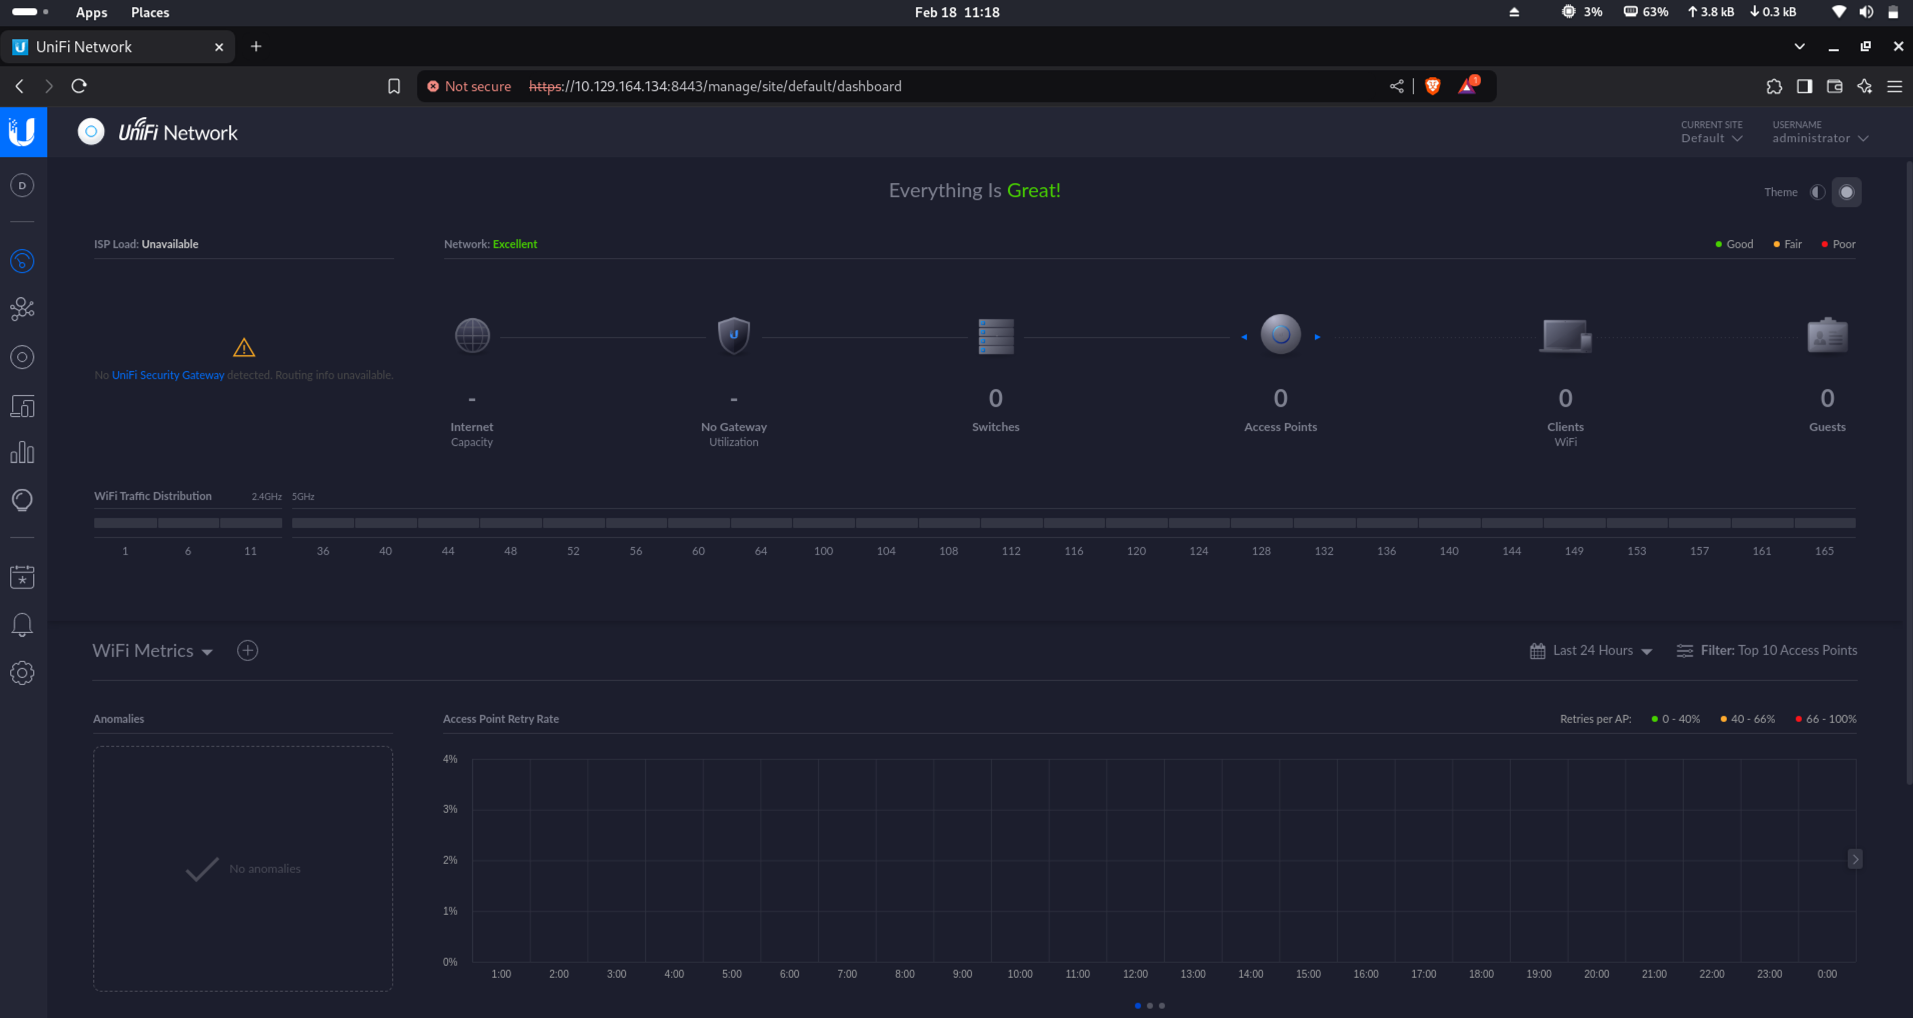 Apps Places Feb 18 11:18 3% 63% 3.8 kB 0.3 kB
UniFi Network
Not secure https://10.129.164.134:8443/manage/site/default/dashboard 1
UniFi Network
CURRENT SITE USERNAME
Default administrator
D
Everything Is Great!
Theme
ISP Load: Unavailable Network: Excellent Good Fair Poor
No UniFi Security Gateway detected. Routing info unavailable.
- - 0 0 0 0
Internet No Gateway Switches Access Points Clients Guests
Capacity Utilization WiFi
WiFi Traffic Distribution 2.4GHz 5GHz
1 6 11 36 40 44 48 52 56 60 64 100 104 108 112 116 120 124 128 132 136 140 144 149 153 157 161 165
WiFi Metrics Last 24 Hours Filter: Top 10 Access Points
Anomalies Access Point Retry Rate Retries per AP: 0 - 40% 40 - 66% 66 - 100%
No anomalies
4%
3%
2%
1%
0%
1:00 2:00 3:00 4:00 5:00 6:00 7:00 8:00 9:00 10:00 11:00 12:00 13:00 14:00 15:00 16:00 17:00 18:00 19:00 20:00 21:00 22:00 23:00 0:00